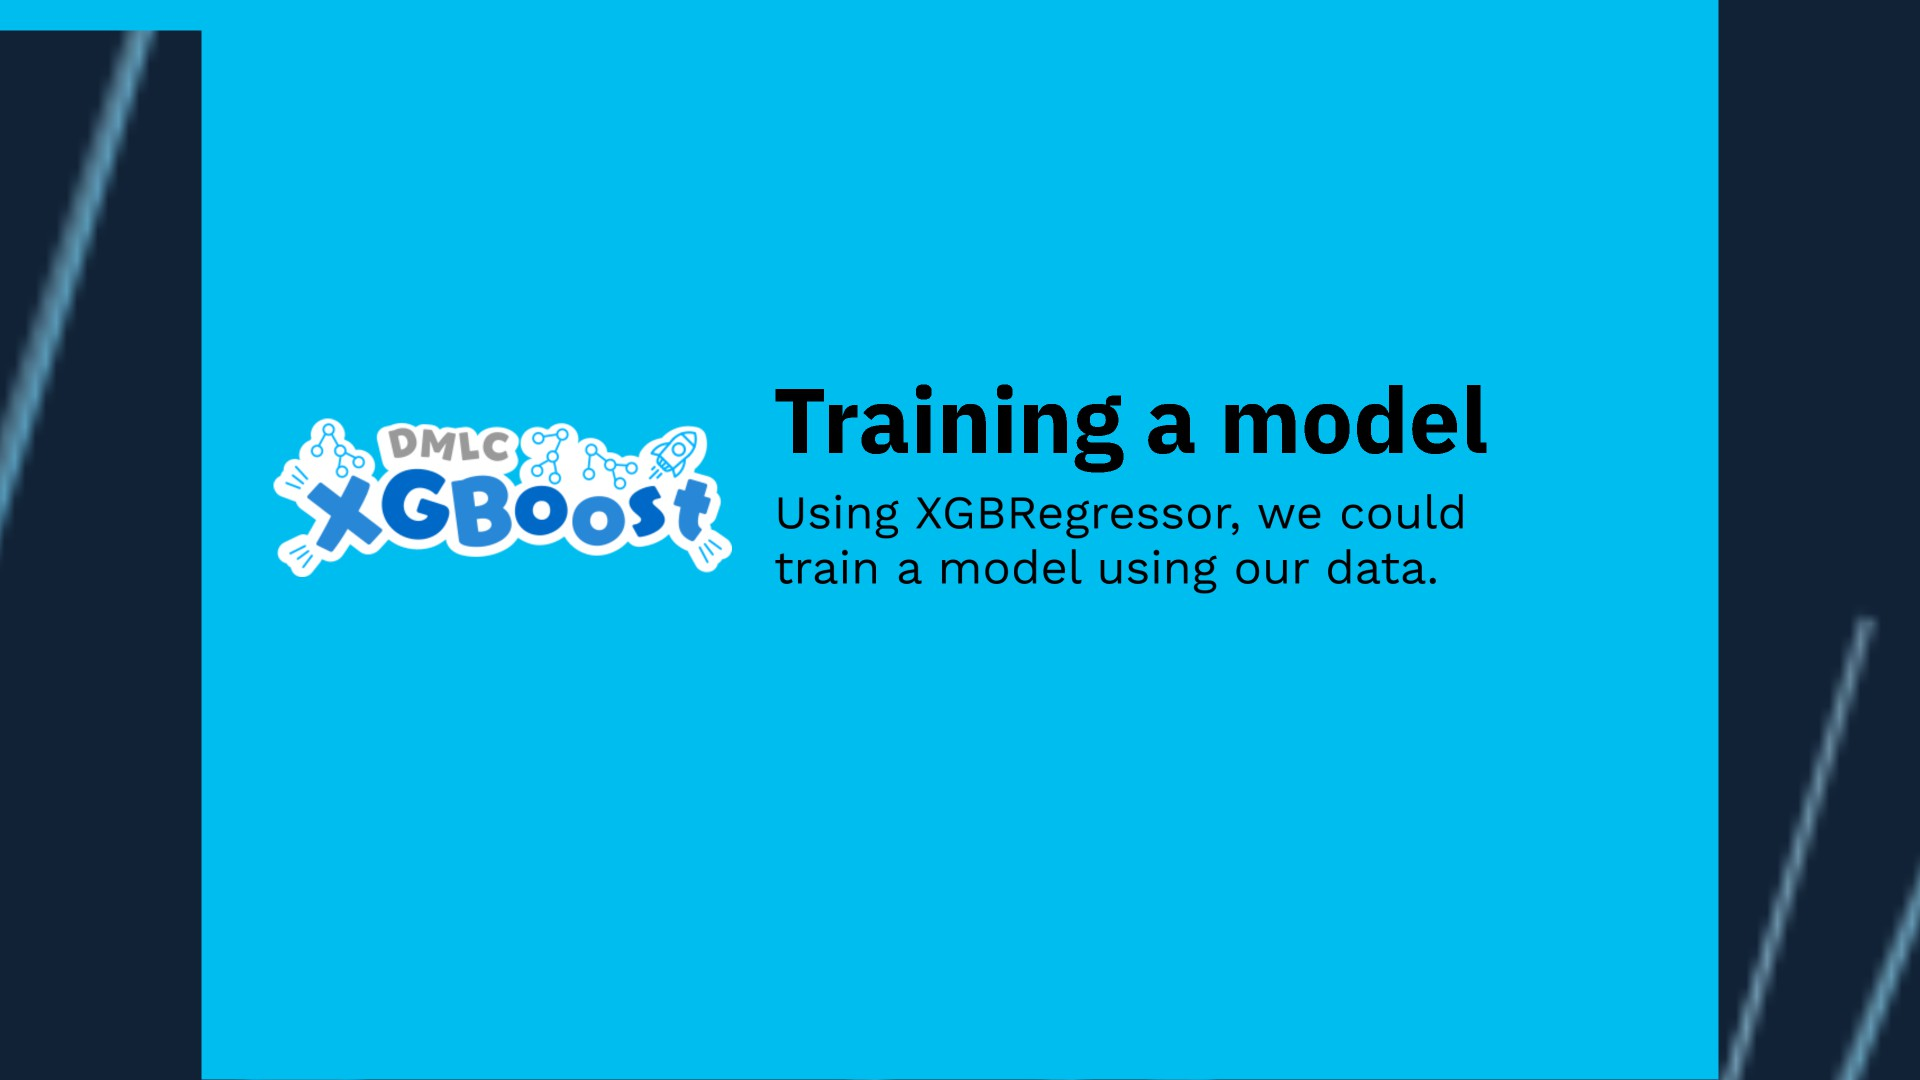 DMLC
XGBoost
Training a model
Using XGBRegressor, we could
train a model using our data.